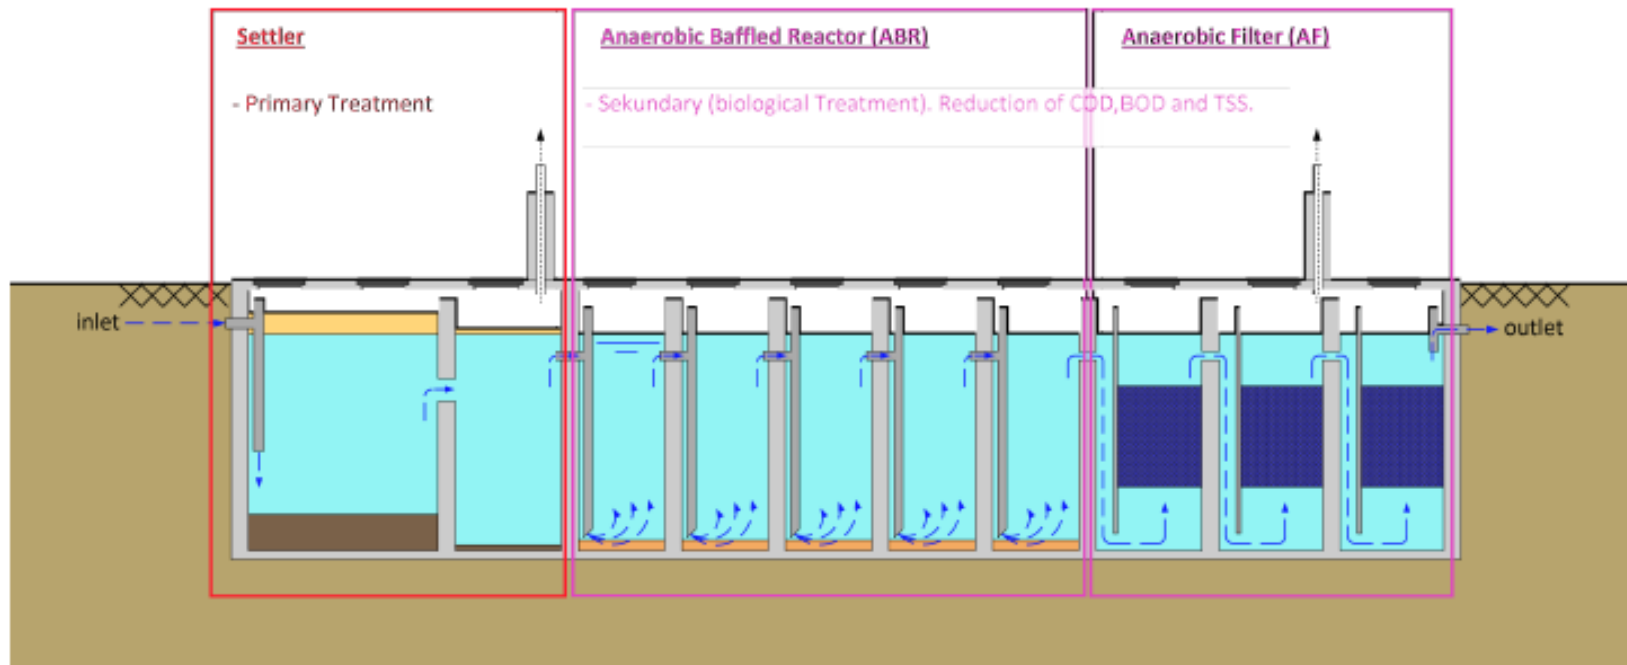 Settler
Anaerobic Baffled Reactor (ABR)
Anaerobic Filter (AF)
- Primary Treatment
- Sekundary (biological Treatment). Reduction of COD,BOD and TSS.
inlet
outlet